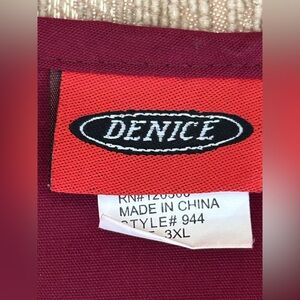 DENICE
MADE IN CHINA
STYLE# 944
3XL